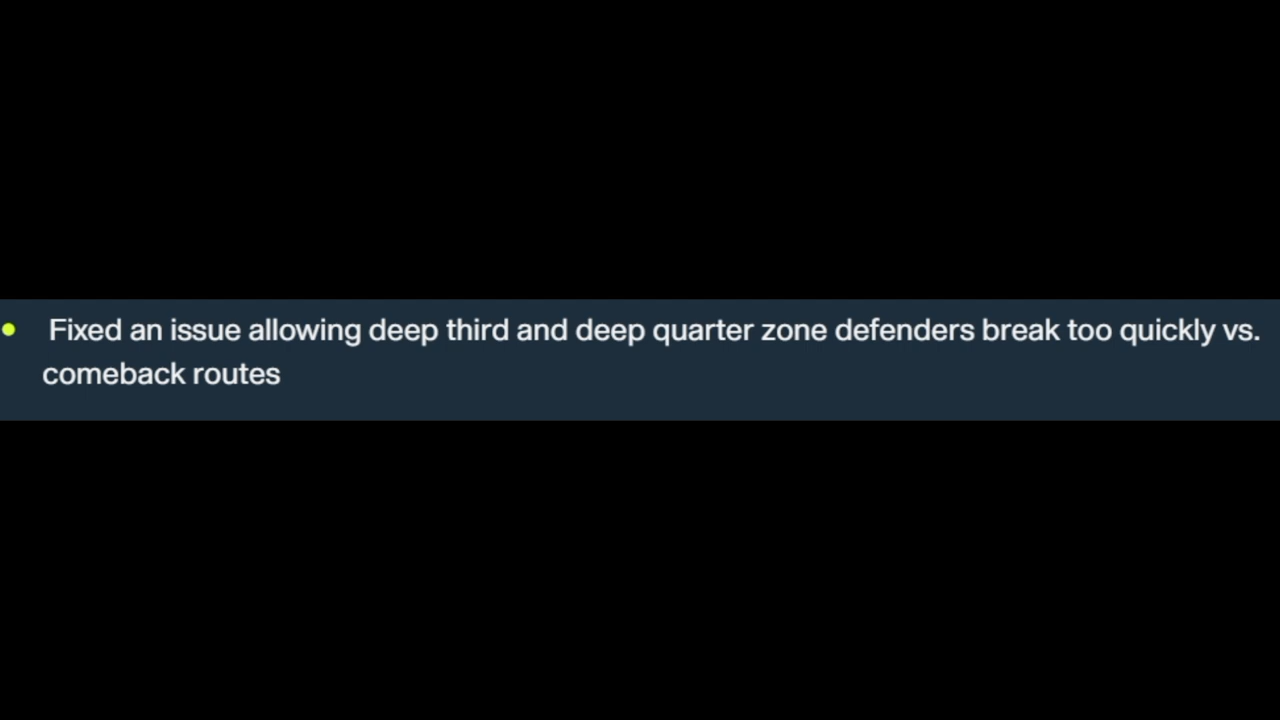 Fixed an issue allowing deep third and deep quarter zone defenders break too quickly vs.
comeback routes